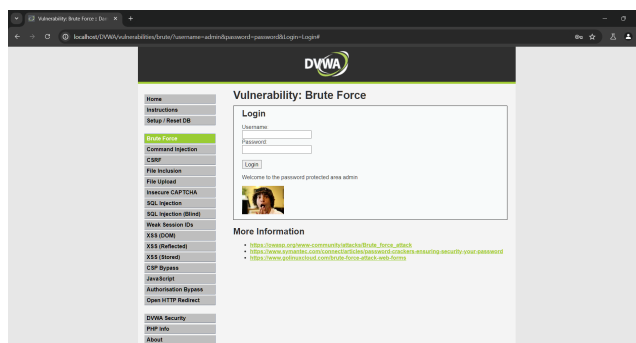 Vulnerability: Brute Force :: Da
localhost/DVWA/vulnerabilities/brute/?username=admin&password=password&Login=Login#
DVWA
Home
Instructions
Setup / Reset DB
Brute Force
Command Injection
CSRF
File Inclusion
File Upload
Insecure CAPTCHA
SQL Injection
SQL Injection (Blind)
Weak Session IDs
XSS (DOM)
XSS (Reflected)
XSS (Stored)
CSP Bypass
JavaScript
Authorisation Bypass
Open HTTP Redirect
DVWA Security
PHP Info
About
Vulnerability: Brute Force
Login
Username:
Password:
Login
Welcome to the password protected area admin
More Information
https://owasp.org/www-community/attacks/Brute_force_attack
https://www.symantec.com/connect/articles/password-crackers-ensuring-security-your-password
https://www.golinuxcloud.com/brute-force-attack-web-forms